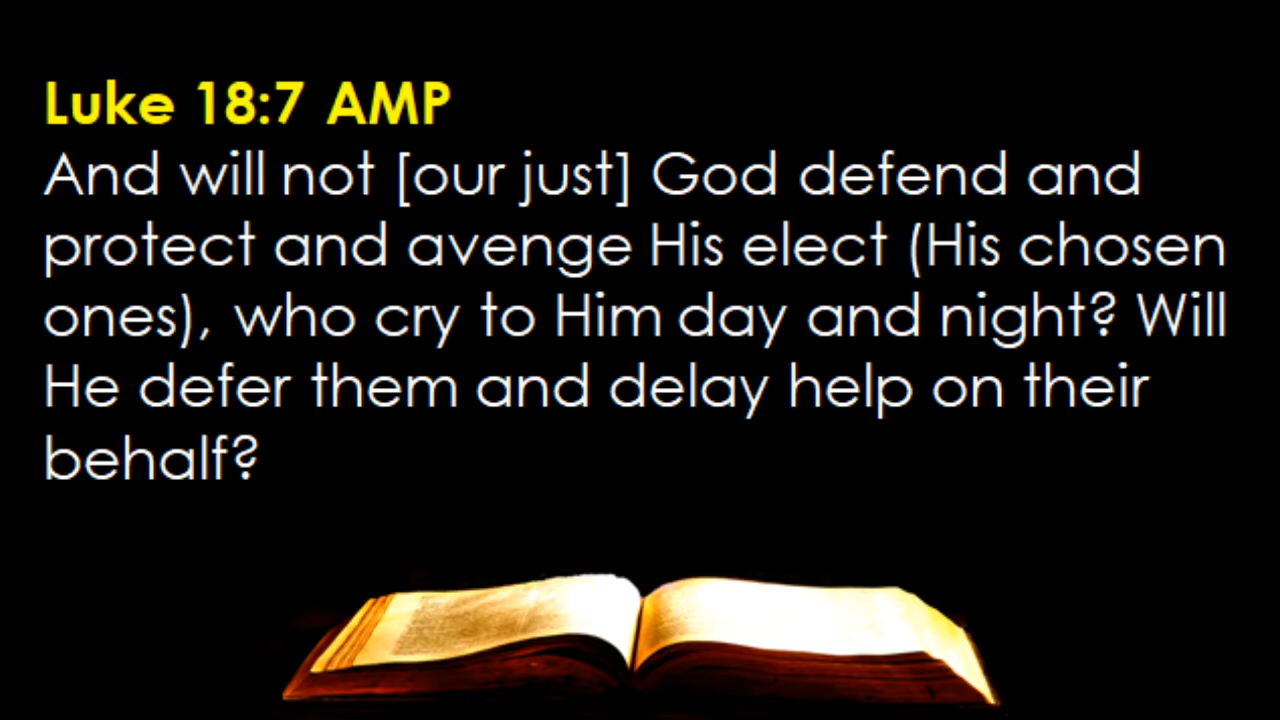 Luke 18:7 AMP
And will not [our just] God defend and
protect and avenge His elect (His chosen
ones), who cry to Him day and night? Will
He defer them and delay help on their
behalf?